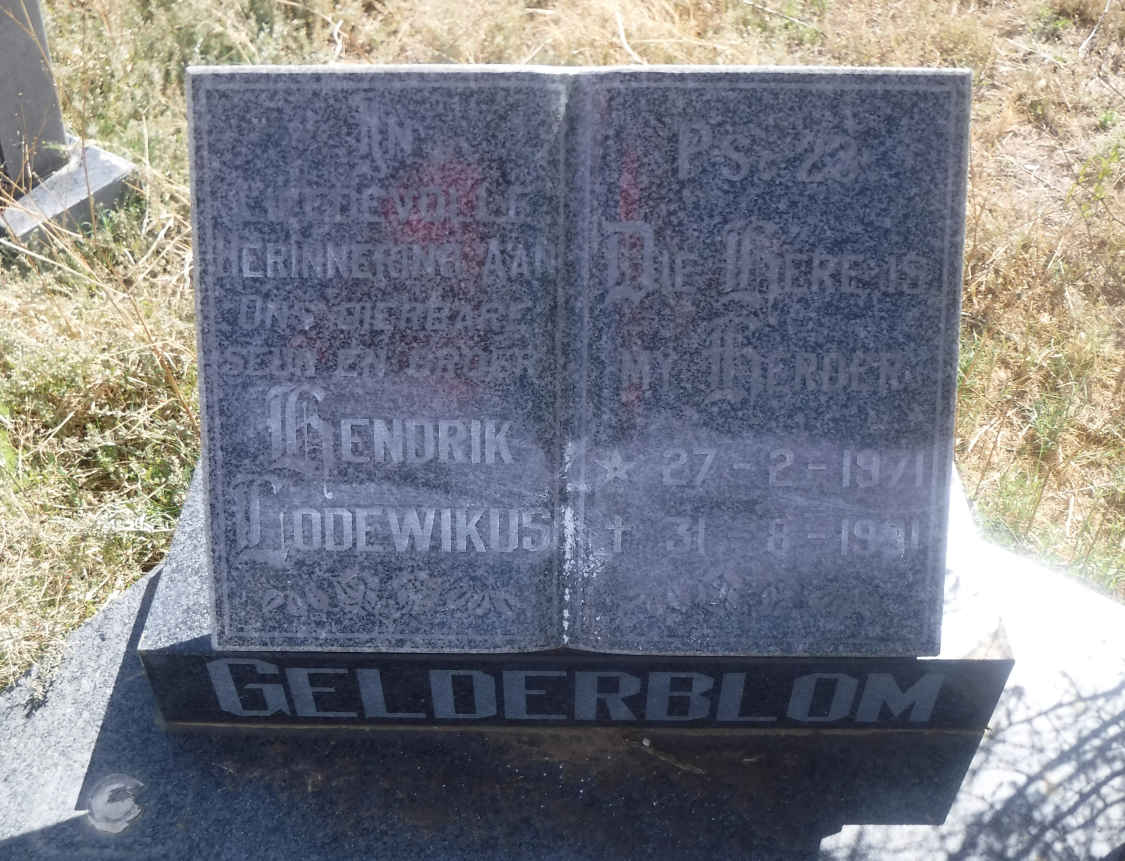 In
Liefdevolle
Herinnering aan
ons dierbare
seun en broer
Hendrik
Lodewikus
Ps. 23
Die Here is
my Herder
★ 27 - 2 - 1971
† 31 - 8 - 1991
Gelderblom